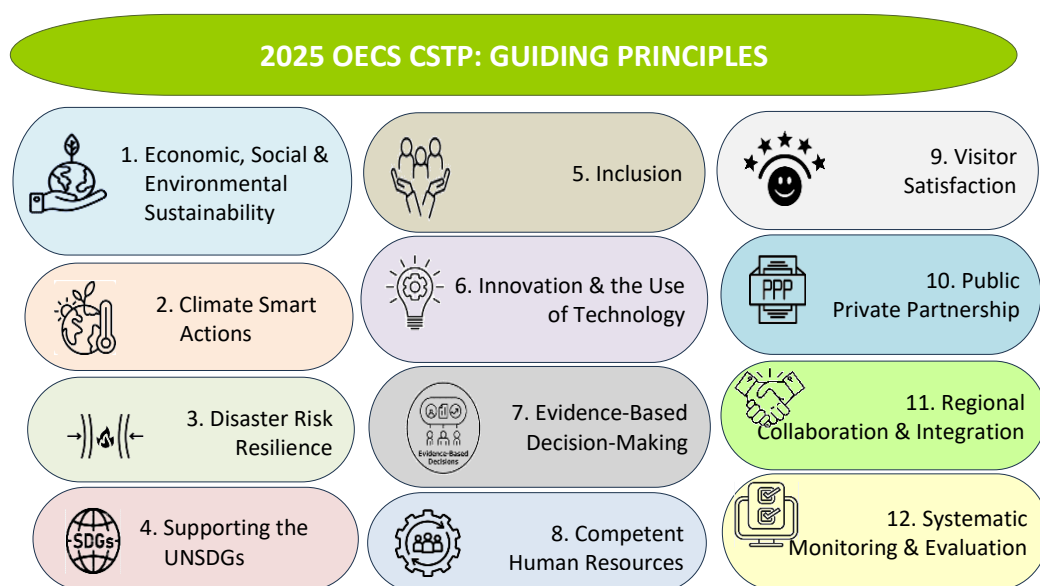 2025 OECS CSTP: GUIDING PRINCIPLES
1. Economic, Social &
Environmental
Sustainability
2. Climate Smart
Actions
3. Disaster Risk
Resilience
SDGs
4. Supporting the
UNSDGs
5. Inclusion
6. Innovation & the Use
of Technology
Evidence-Based
Decisions
7. Evidence-Based
Decision-Making
8. Competent
Human Resources
9. Visitor
Satisfaction
PPP
10. Public
Private Partnership
11. Regional
Collaboration & Integration
12. Systematic
Monitoring & Evaluation